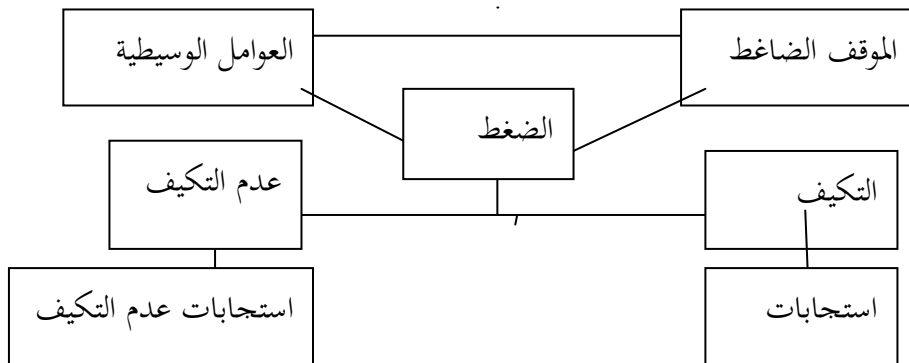 الموقف الضاغط
العوامل الوسيطية
الضغط
التكيف
عدم التكيف
استجابات
استجابات عدم التكيف